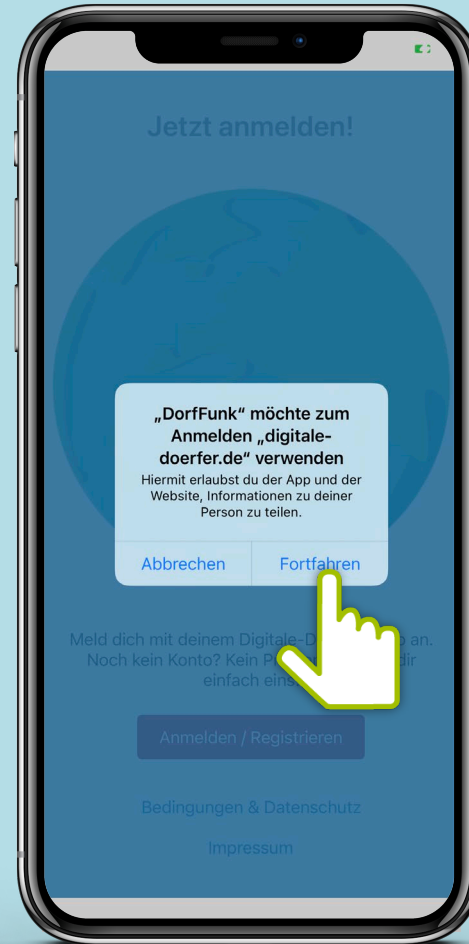 Jetzt anmelden!
„DorfFunk“ möchte zum
Anmelden „digitale-
doerfer.de“ verwenden
Hiermit erlaubst du der App und der
Website, Informationen zu deiner
Person zu teilen.
Abbrechen Fortfahren
Meld dich mit deinem Digitale-D an.
Noch kein Konto? Kein dir
einfach
Anmelden / Registrieren
Bedingungen & Datenschutz
Impressum